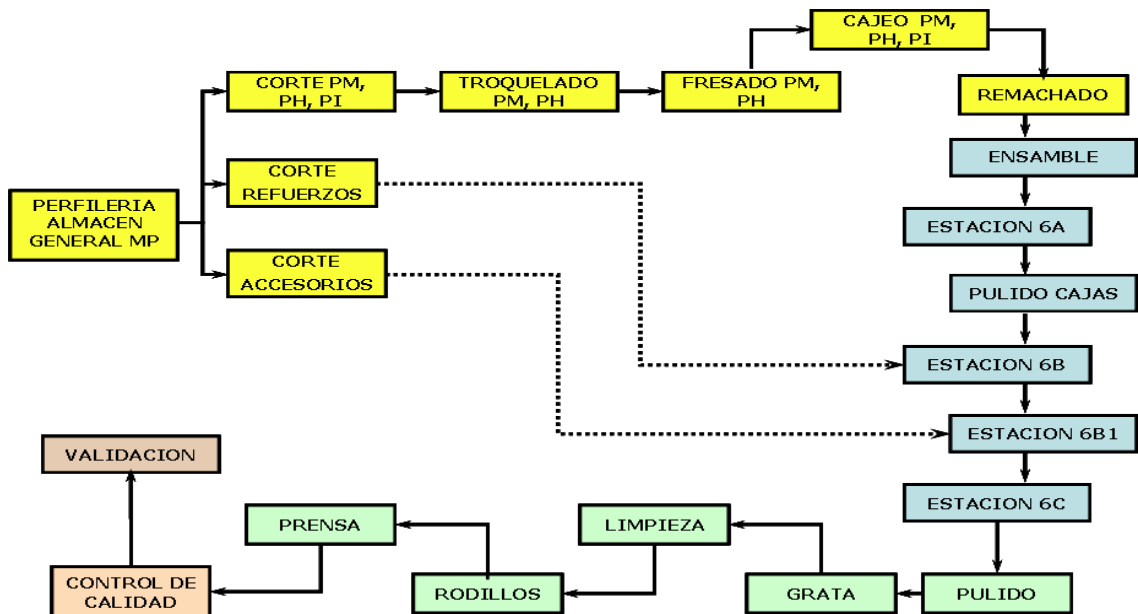 CAJEO PM,
PH, PI
CORTE PM,
PH, PI
TROQUELADO
PM, PH
FRESADO PM,
PH
REMACHADO
ENSAMBLE
CORTE
REFUERZOS
PERFILERIA
ALMACEN
GENERAL MP
ESTACION 6A
CORTE
ACCESORIOS
PULIDO CAJAS
ESTACION 6B
ESTACION 6B1
VALIDACION
ESTACION 6C
PRENSA
LIMPIEZA
CONTROL DE
CALIDAD
RODILLOS
GRATA
PULIDO